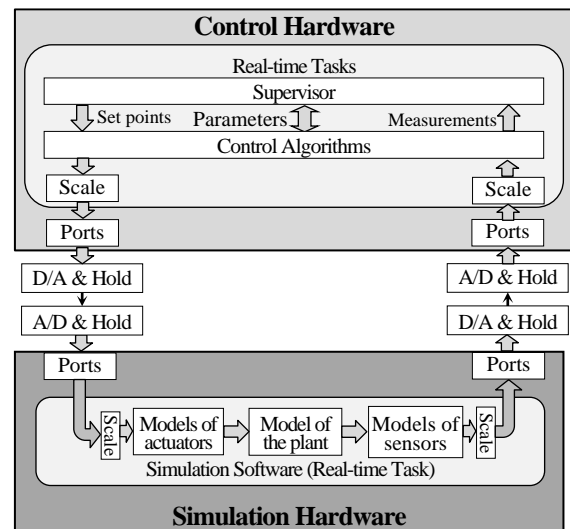 Control Hardware
Real-time Tasks
Supervisor
Set points
Parameters
Measurements
Control Algorithms
Scale
Scale
Ports
Ports
D/A & Hold
A/D & Hold
A/D & Hold
D/A & Hold
Ports
Ports
Scale
Models of
actuators
Model of
the plant
Models of
sensors
Scale
Simulation Software (Real-time Task)
Simulation Hardware